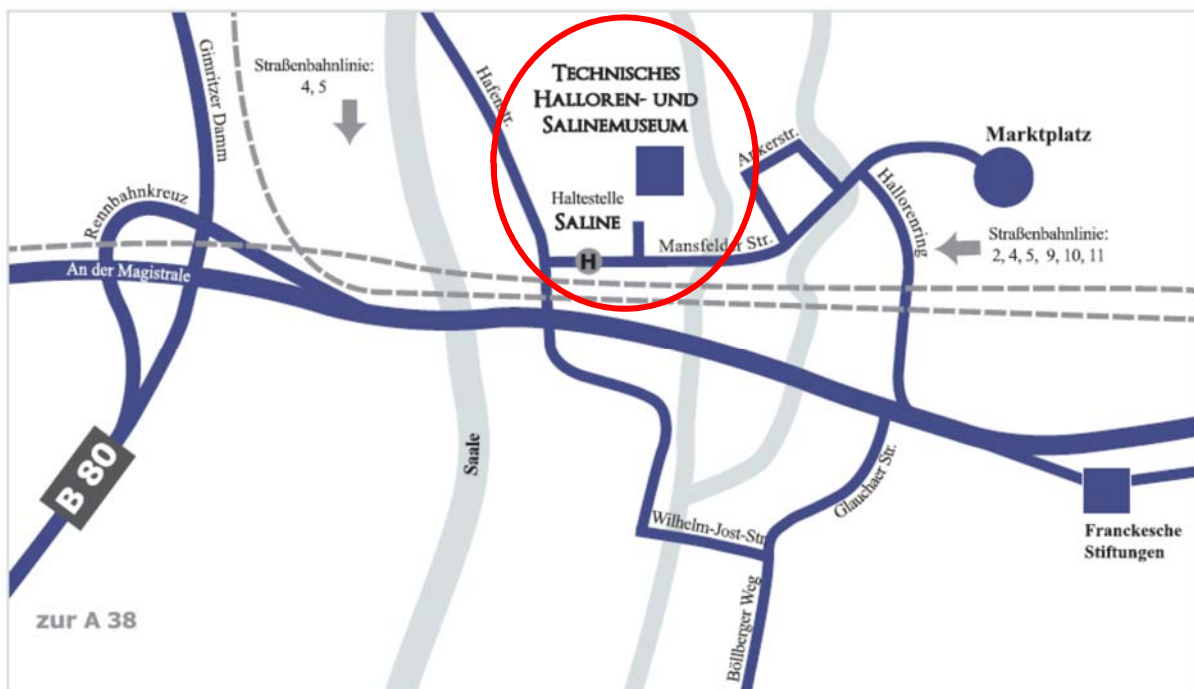 Gimritzer Damm
Straßenbahnlinie:
4, 5
Hafenstr.
TECHNISCHES
HALLOREN- UND
SALINEMUSEUM
Ankerstr.
Marktplatz
Rennbahnkreuz
Haltestelle
SALINE
H
Mansfelder Str.
Hallorenring
Straßenbahnlinie:
2, 4, 5, 9, 10, 11
An der Magistrale
Saale
B 80
Glauchaer Str.
Wilhelm-Jost-Str.
Franckesche
Stiftungen
Böllberger Weg
zur A 38